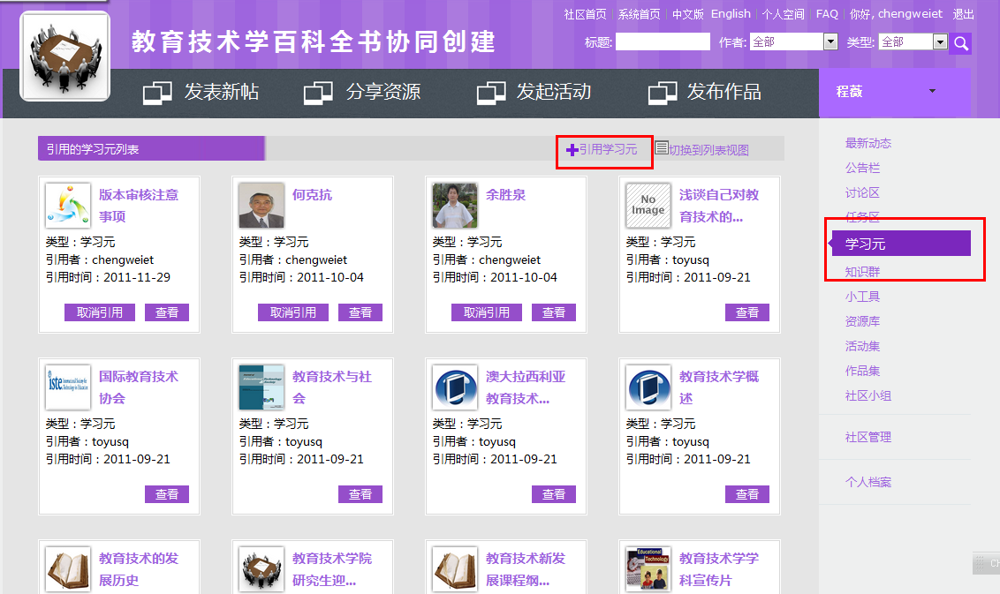 社区首页 系统首页 中文版 English 个人空间 FAQ 你好, chengweiet 退出
教育技术学百科全书协同创建
标题: 作者: 全部 类型: 全部
发表新帖 分享资源 发起活动 发布作品
程薇
引用的学习元列表 引用学习元 切换到列表视图
版本审核注意
事项
类型：学习元
引用者：chengweiet
引用时间：2011-11-29
取消引用 查看
何克抗
类型：学习元
引用者：chengweiet
引用时间：2011-10-04
取消引用 查看
余胜泉
类型：学习元
引用者：chengweiet
引用时间：2011-10-04
取消引用 查看
No
Image
浅谈自己对教
育技术的...
类型：学习元
引用者：toyusq
引用时间：2011-09-21
查看
iste
国际教育技术
协会
类型：学习元
引用者：toyusq
引用时间：2011-09-21
查看
教育技术与社
会
类型：学习元
引用者：toyusq
引用时间：2011-09-21
查看
澳大拉西利亚
教育技术...
类型：学习元
引用者：toyusq
引用时间：2011-09-21
查看
教育技术学概
述
类型：学习元
引用者：toyusq
引用时间：2011-09-21
查看
教育技术的发
展历史
教育技术学院
研究生迎...
教育技术新发
展课程纲...
Educational
Technology
教育技术学学
科宣传片
最新动态
公告栏
讨论区
任务区
学习元
知识群
小工具
资源库
活动集
作品集
社区小组
社区管理
个人档案
CH